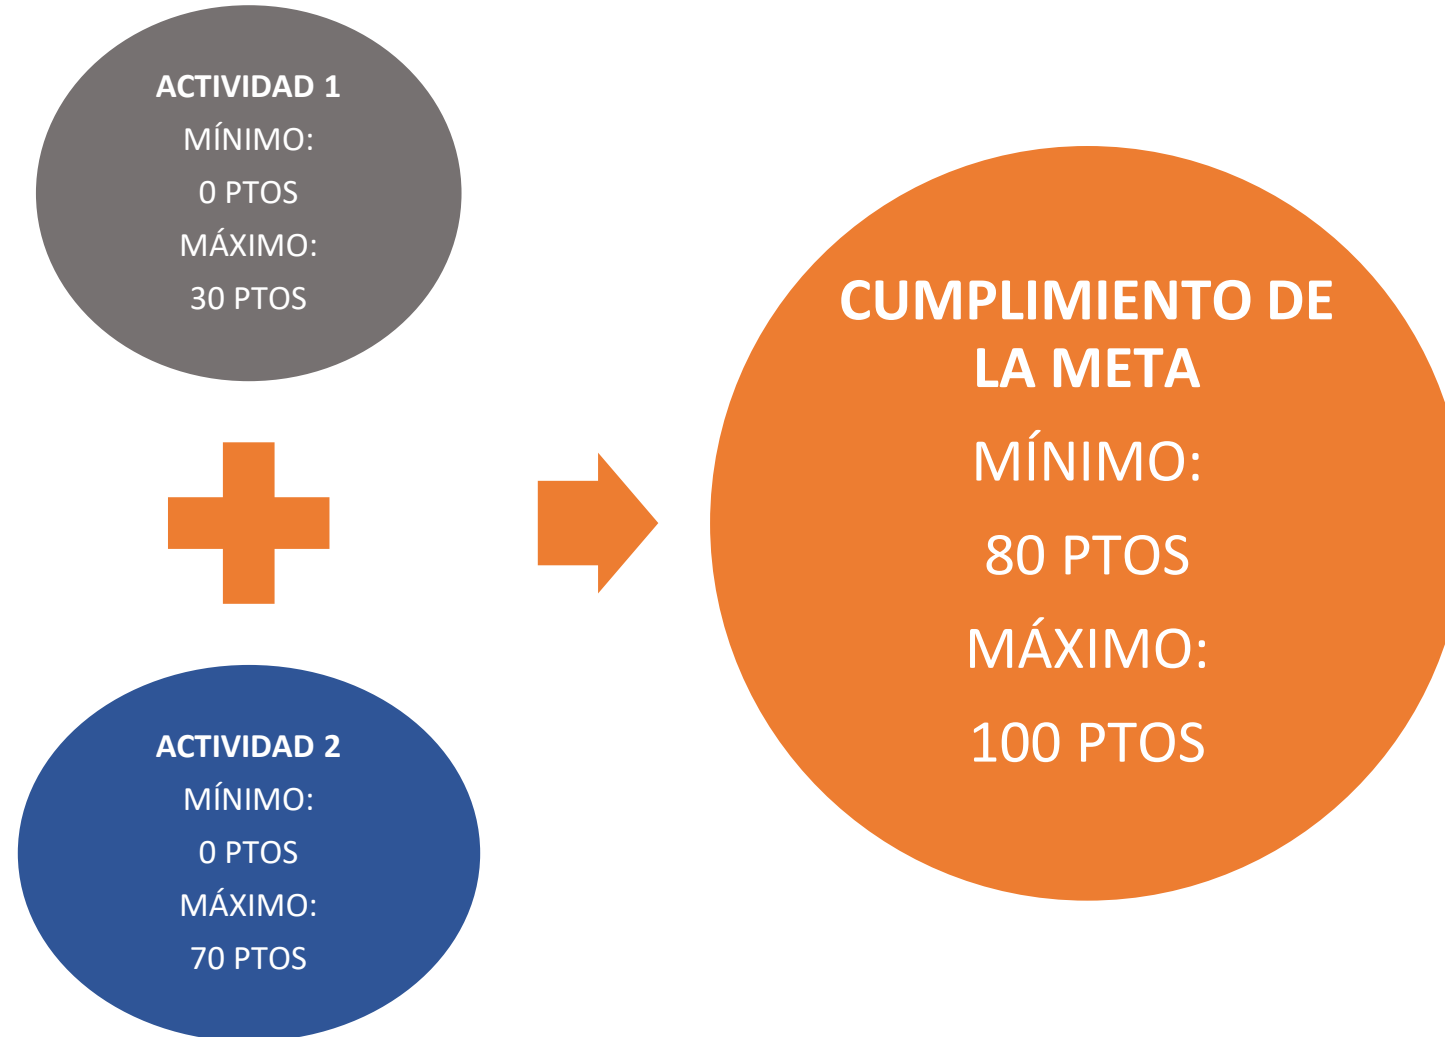 ACTIVIDAD 1
MÍNIMO:
0 PTOS
MÁXIMO:
30 PTOS
ACTIVIDAD 2
MÍNIMO:
0 PTOS
MÁXIMO:
70 PTOS
CUMPLIMIENTO DE
LA META
MÍNIMO:
80 PTOS
MÁXIMO:
100 PTOS